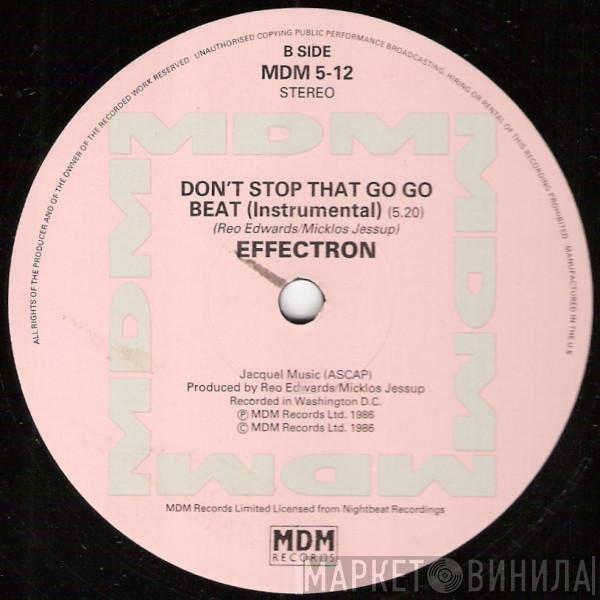 ALL RIGHTS OF THE PRODUCER AND OF THE OWNER OF THE RECORDED WORK RESERVED UNAUTHORISED COPYING PUBLIC PERFORMANCE BROADCASTING, HIRING OR RENTAL OF THIS RECORDING PROHIBITED MANUFACTURED IN THE U.K
B SIDE
MDM 5-12
STEREO
MDM
MDM
MDM
MDM
DON'T STOP THAT GO GO
BEAT (Instrumental) (5.20)
(Reo Edwards/Micklos Jessup)
EFFECTRON
Jacquel Music (ASCAP)
Produced by Reo Edwards/Micklos Jessup
Recorded in Washington D.C.
Ⓟ MDM Records Ltd. 1986
© MDM Records Ltd. 1986
MDM Records Limited Licensed from Nightbeat Recordings
MDM
RECORDS
МАРКЕТ ВИНИЛА